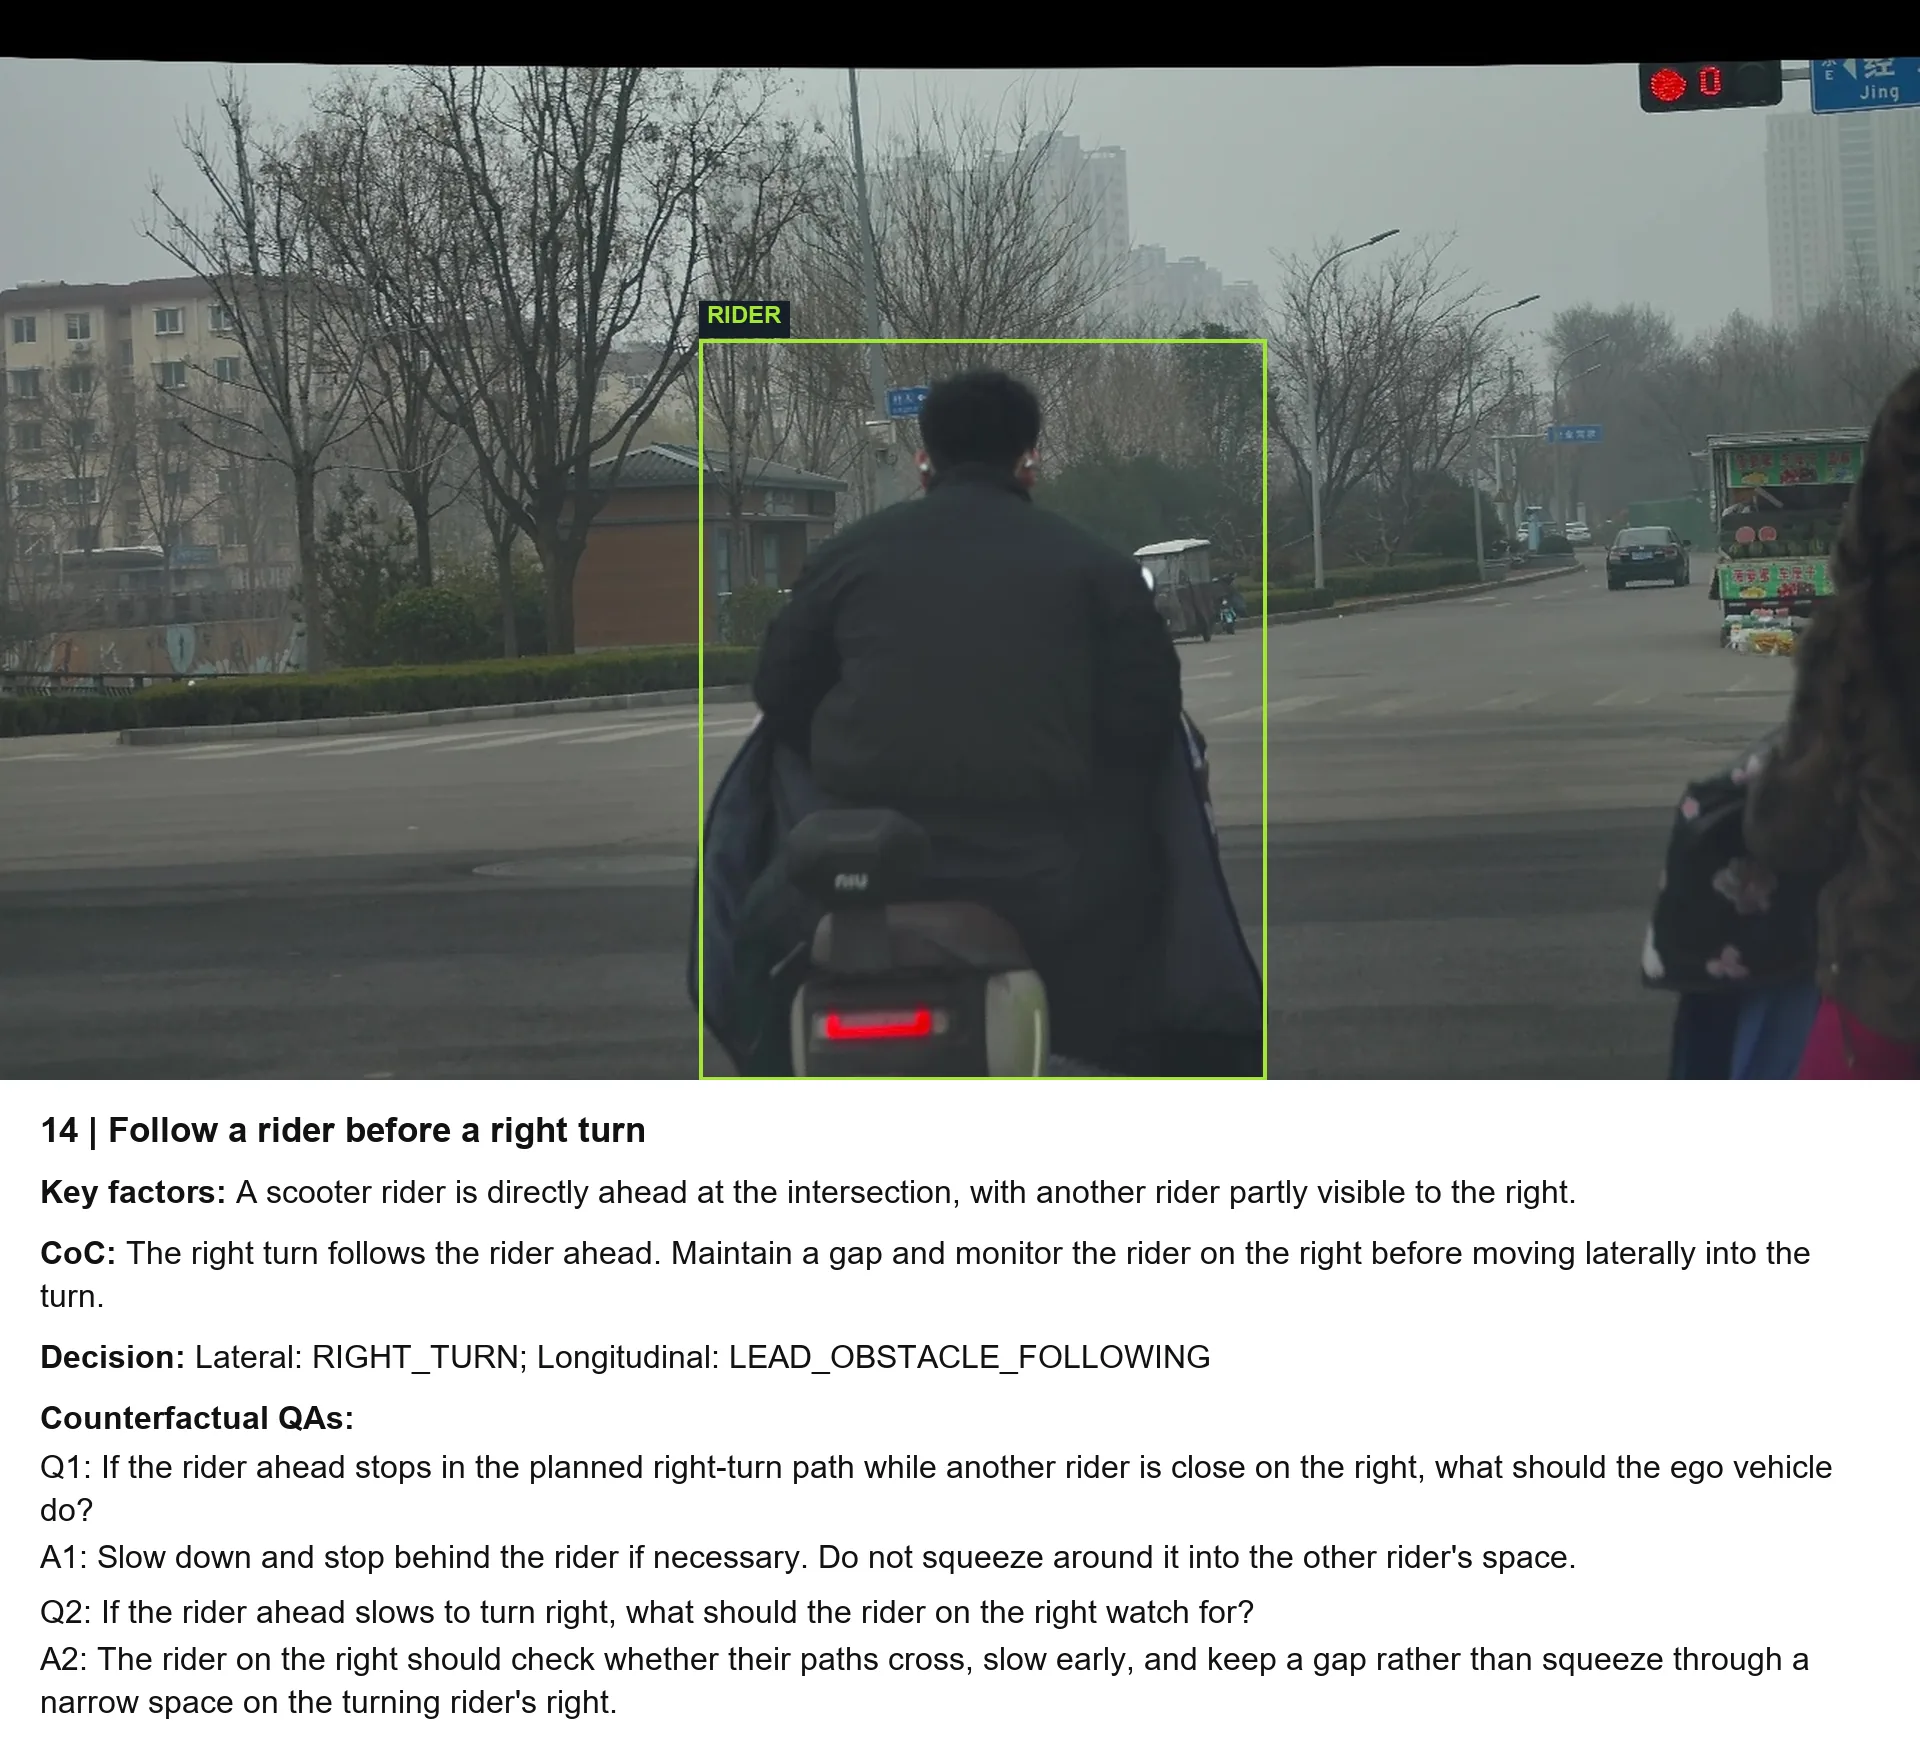 0
E
经
Jing
RIDER
NIU
14 | Follow a rider before a right turn
Key factors: A scooter rider is directly ahead at the intersection, with another rider partly visible to the right.
CoC: The right turn follows the rider ahead. Maintain a gap and monitor the rider on the right before moving laterally into the
turn.
Decision: Lateral: RIGHT_TURN; Longitudinal: LEAD_OBSTACLE_FOLLOWING
Counterfactual QAs:
Q1: If the rider ahead stops in the planned right-turn path while another rider is close on the right, what should the ego vehicle
do?
A1: Slow down and stop behind the rider if necessary. Do not squeeze around it into the other rider's space.
Q2: If the rider ahead slows to turn right, what should the rider on the right watch for?
A2: The rider on the right should check whether their paths cross, slow early, and keep a gap rather than squeeze through a
narrow space on the turning rider's right.